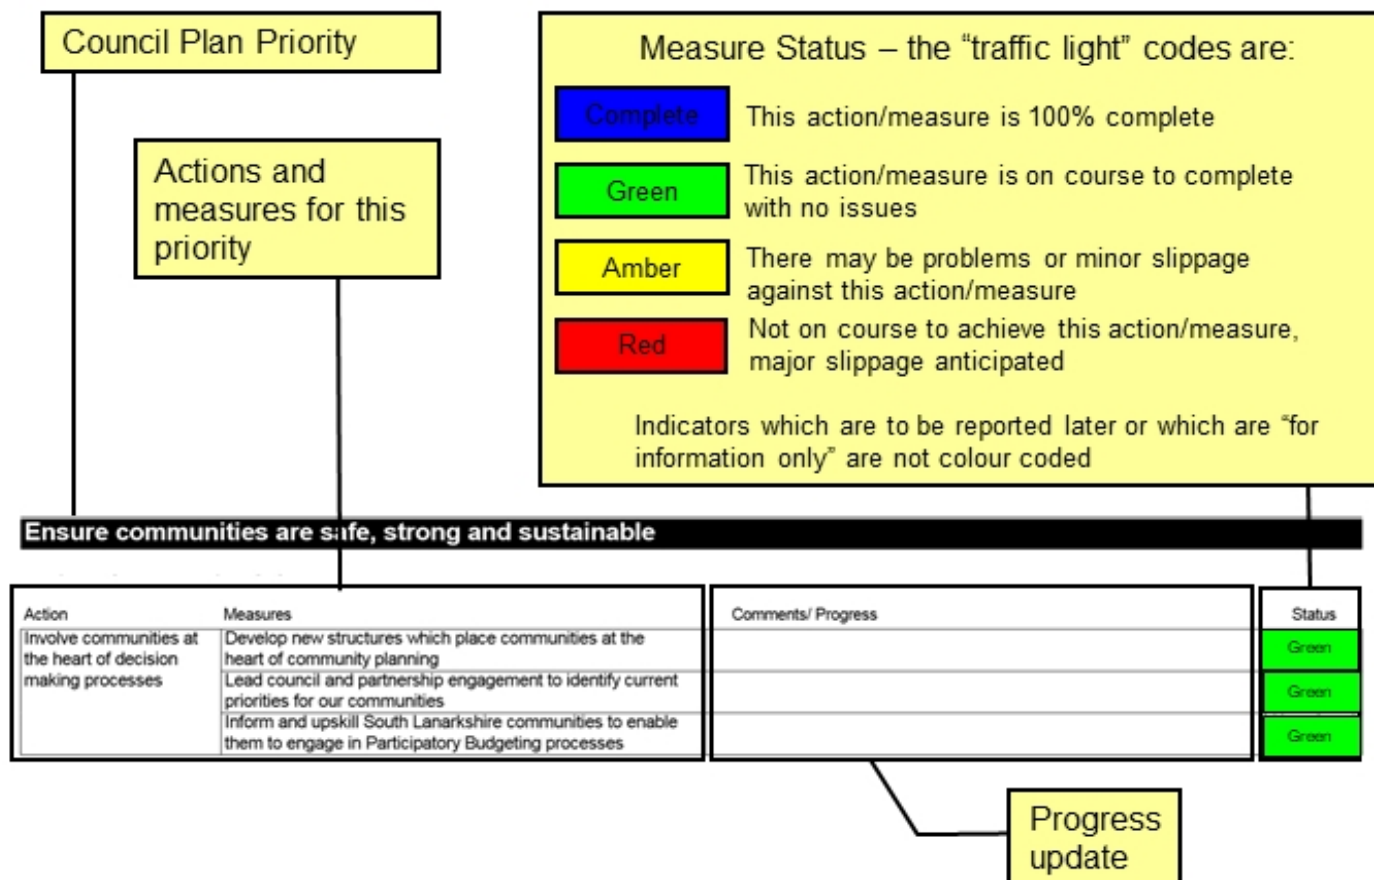 Council Plan Priority
Measure Status – the “traffic light” codes are:
Complete
This action/measure is 100% complete
Actions and
measures for this
priority
Green
This action/measure is on course to complete
with no issues
Amber
There may be problems or minor slippage
against this action/measure
Red
Not on course to achieve this action/measure,
major slippage anticipated
Indicators which are to be reported later or which are “for
information only” are not colour coded
Ensure communities are safe, strong and sustainable
Action
Measures
Comments/ Progress
Status
Involve communities at
the heart of decision
making processes
Develop new structures which place communities at the
heart of community planning
Green
Lead council and partnership engagement to identify current
priorities for our communities
Green
Inform and upskill South Lanarkshire communities to enable
them to engage in Participatory Budgeting processes
Green
Progress
update